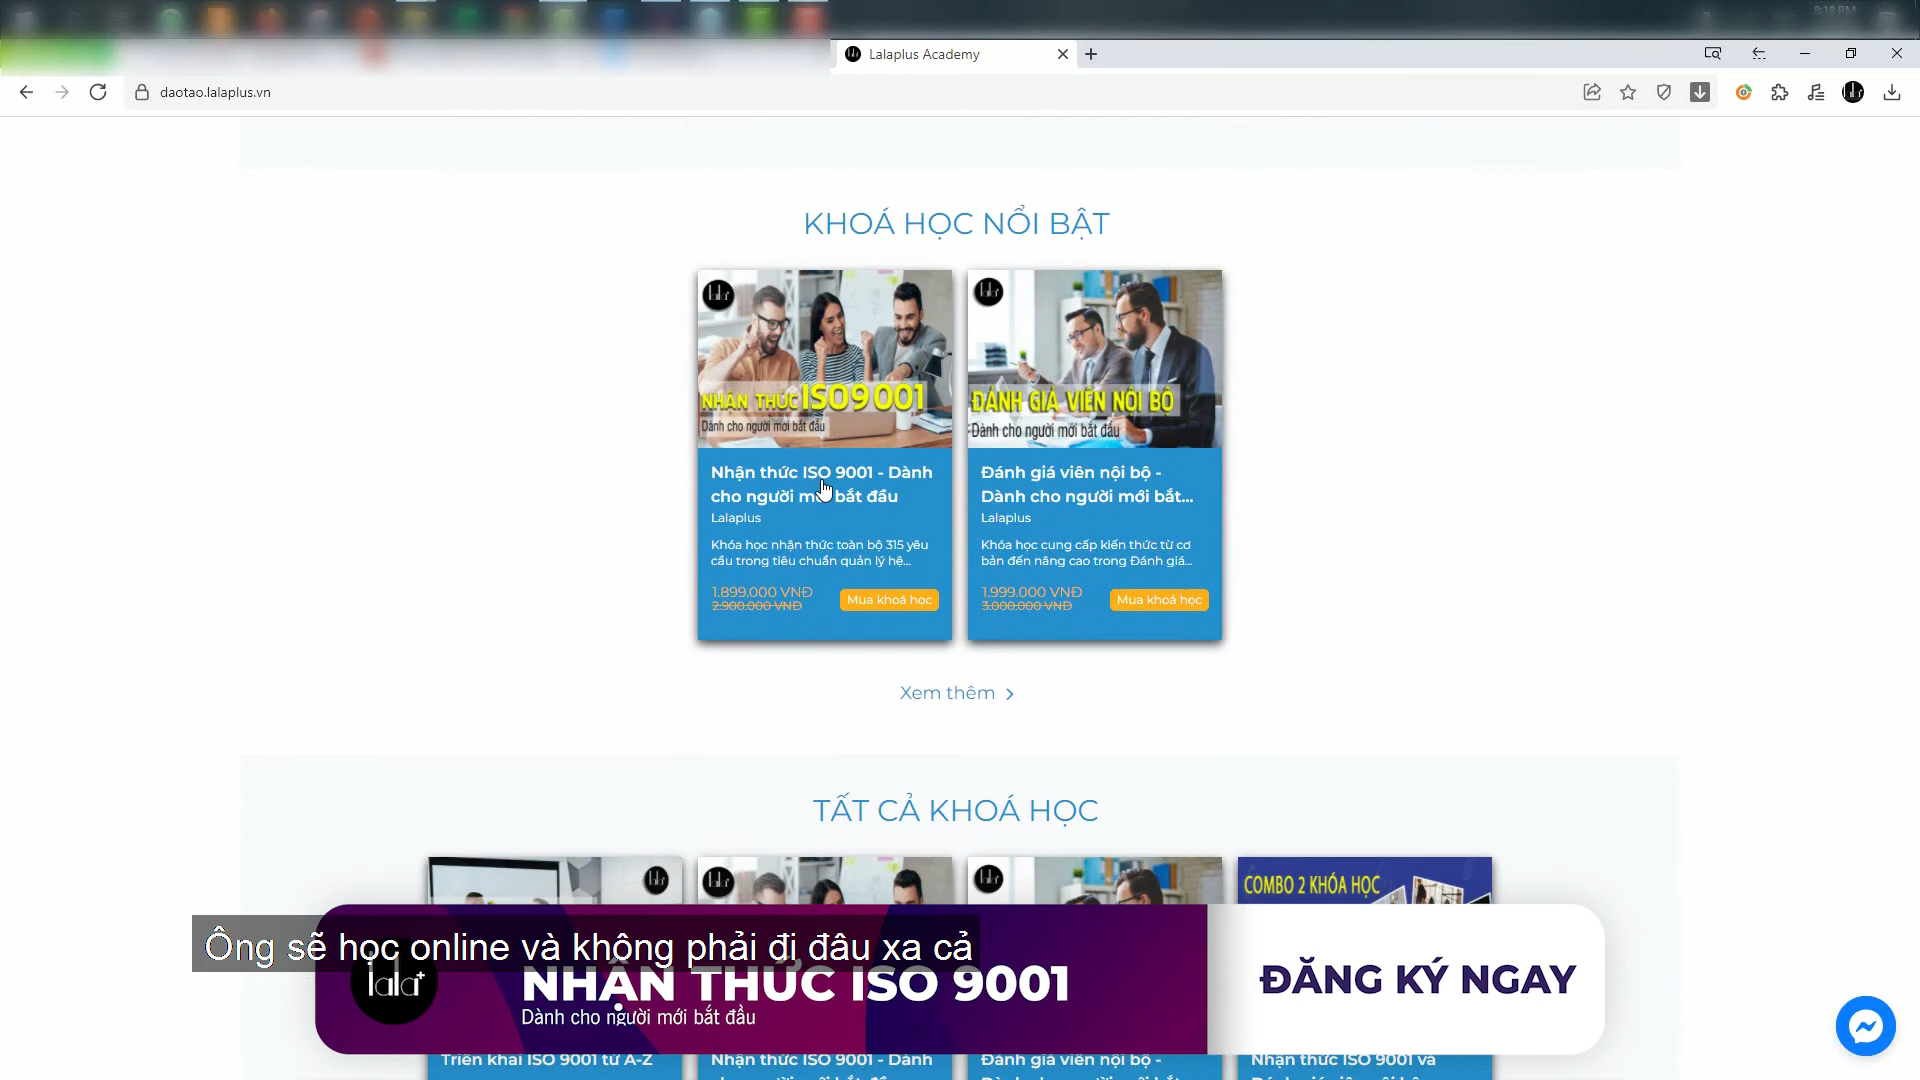 8:18 PM
Lalaplus Academy
daotao.lalaplus.vn
KHOÁ HỌC NỔI BẬT
lala+
NHẬN THỨC ISO 9001
Dành cho người mới bắt đầu
Nhận thức ISO 9001 - Dành
cho người mới bắt đầu
Lalaplus
Khóa học nhận thức toàn bộ 315 yêu
cầu trong tiêu chuẩn quản lý hệ...
1.899.000 VNĐ
2.900.000 VNĐ
Mua khoá học
lala+
ĐÁNH GIÁ VIÊN NỘI BỘ
Dành cho người mới bắt đầu
Đánh giá viên nội bộ -
Dành cho người mới bắt...
Lalaplus
Khóa học cung cấp kiến thức từ cơ
bản đến nâng cao trong Đánh giá...
1.999.000 VNĐ
3.000.000 VNĐ
Mua khoá học
Xem thêm
TẤT CẢ KHOÁ HỌC
COMBO 2 KHÓA HỌC
Ông sẽ học online và không phải đi đâu xa cả
lala+
NHẬN THỨC ISO 9001
Dành cho người mới bắt đầu
ĐĂNG KÝ NGAY
Triển khai ISO 9001 từ A-Z
Nhận thức ISO 9001 - Dành
Đánh giá viên nội bộ -
Nhận thức ISO 9001 và